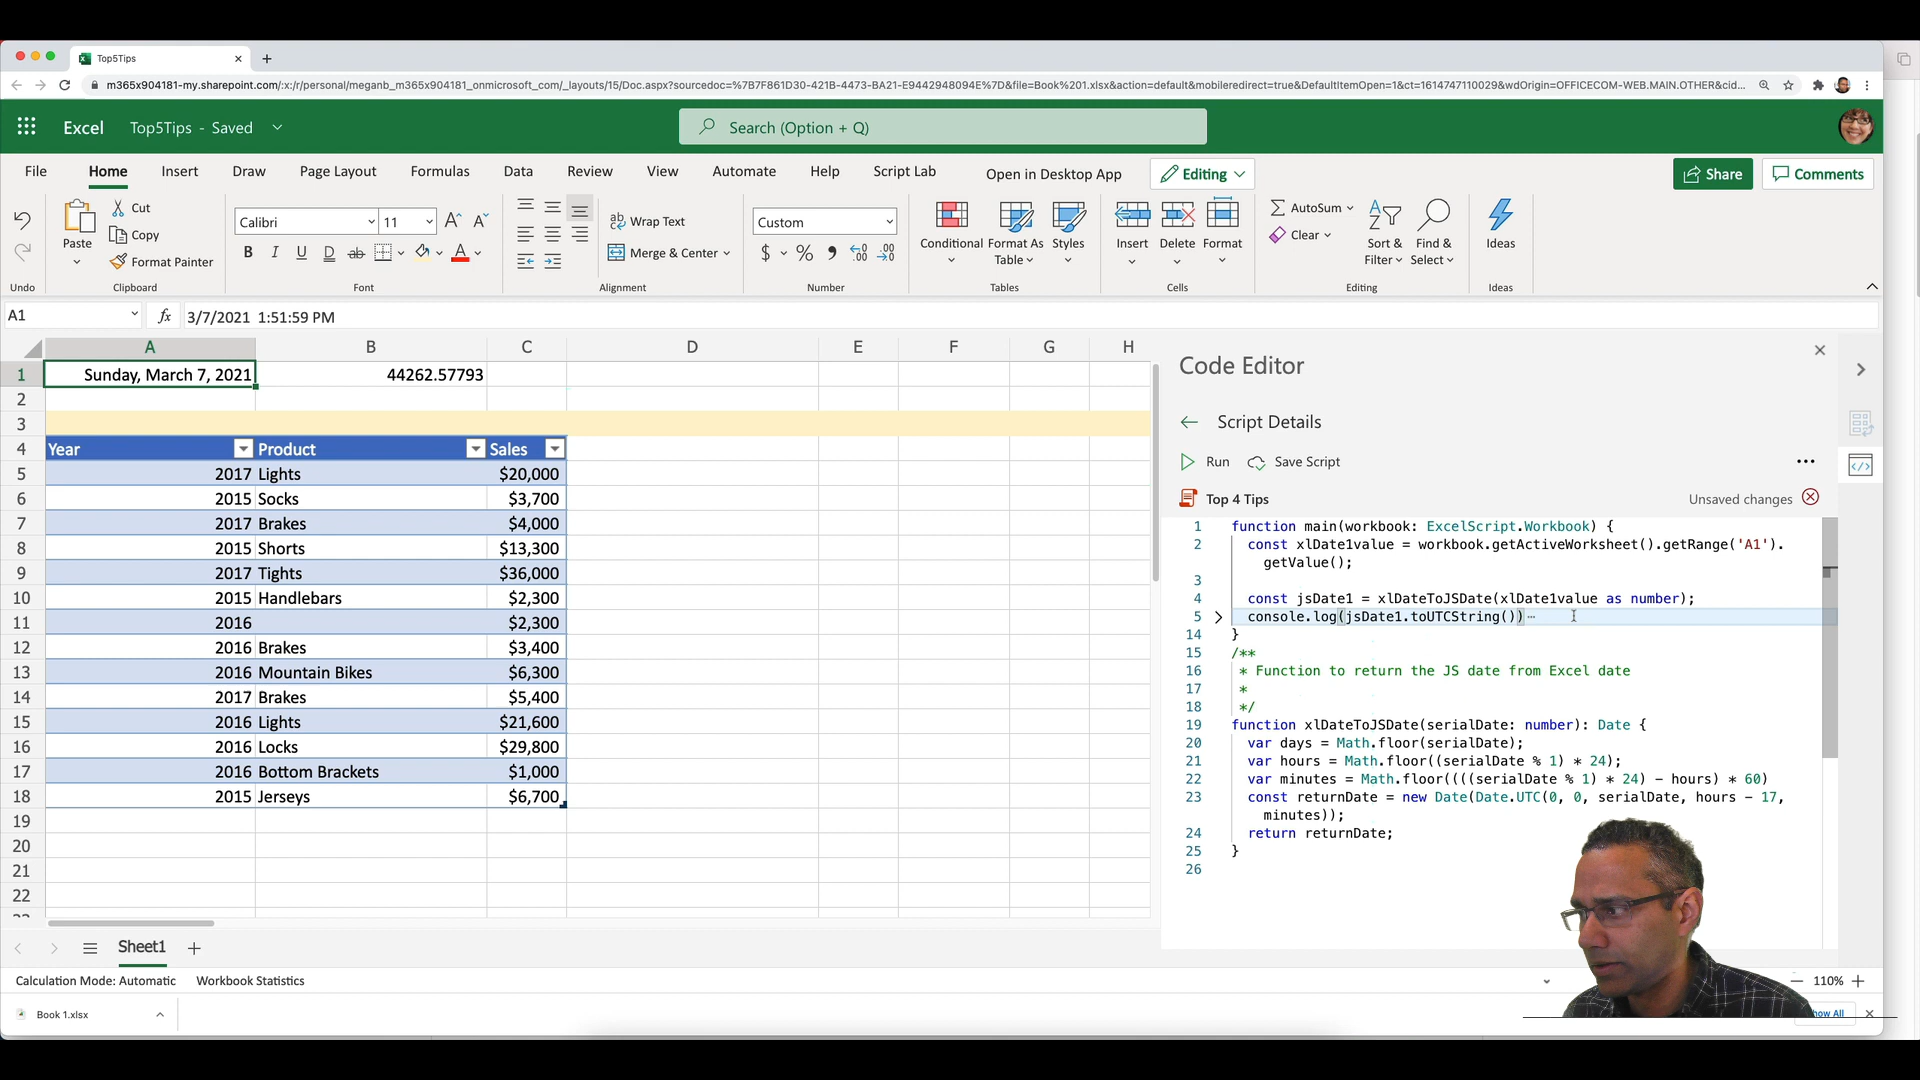 Top5Tips
m365x904181-my.sharepoint.com/:x:/r/personal/meganb_m365x904181_onmicrosoft_com/_layouts/15/Doc.aspx?sourcedoc=%7B7F861D30-421B-4473-BA21-E9442948094E%7D&file=Book%201.xlsx&action=default&mobileredirect=true&DefaultItemOpen=1&ct=1614747110029&wdOrigin=OFFICECOM-WEB.MAIN.OTHER&cid...
Excel Top5Tips - Saved
Search (Option + Q)
File Home Insert Draw Page Layout Formulas Data Review View Automate Help Script Lab Open in Desktop App Editing Share Comments
Paste Cut Copy Format Painter
Calibri 11
B I U D ab A
Wrap Text
Merge & Center
Custom
$ % 9 .00 .00
Conditional Format As Table Styles
Insert Delete Format
AutoSum
Clear
Sort & Filter Find & Select
Ideas
Undo Clipboard Font Alignment Number Tables Cells Editing Ideas
A1 fx 3/7/2021 1:51:59 PM
A B C D E F G H
1 Sunday, March 7, 2021 44262.57793
2
3
4 Year Product Sales
5 2017 Lights $20,000
6 2015 Socks $3,700
7 2017 Brakes $4,000
8 2015 Shorts $13,300
9 2017 Tights $36,000
10 2015 Handlebars $2,300
11 2016 $2,300
12 2016 Brakes $3,400
13 2016 Mountain Bikes $6,300
14 2017 Brakes $5,400
15 2016 Lights $21,600
16 2016 Locks $29,800
17 2016 Bottom Brackets $1,000
18 2015 Jerseys $6,700
19
20
21
22
Sheet1
Calculation Mode: Automatic Workbook Statistics
110%
Book 1.xlsx
Code Editor
Script Details
Run Save Script ...
Top 4 Tips Unsaved changes
1 function main(workbook: ExcelScript.Workbook) {
2 const xlDate1value = workbook.getActiveWorksheet().getRange('A1').
getValue();
3
4 const jsDate1 = xlDateToJSDate(xlDate1value as number);
5 console.log(jsDate1.toUTCString())
14 }
15 /**
16 * Function to return the JS date from Excel date
17 *
18 */
19 function xlDateToJSDate(serialDate: number): Date {
20 var days = Math.floor(serialDate);
21 var hours = Math.floor((serialDate % 1) * 24);
22 var minutes = Math.floor((((serialDate % 1) * 24) - hours) * 60)
23 const returnDate = new Date(Date.UTC(0, 0, serialDate, hours - 17,
minutes));
24 return returnDate;
25 }
26